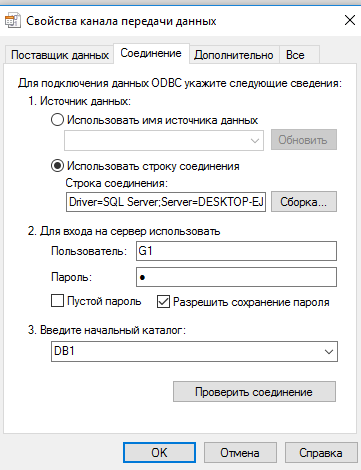 Свойства канала передачи данных
Поставщик данных Соединение Дополнительно Все
Для подключения данных ODBC укажите следующие сведения:
1. Источник данных:
Использовать имя источника данных
Обновить
Использовать строку соединения
Строка соединения:
Driver=SQL Server;Server=DESKTOP-EJ Сборка...
2. Для входа на сервер использовать
Пользователь: G1
Пароль: ●
Пустой пароль Разрешить сохранение пароля
3. Введите начальный каталог:
DB1
Проверить соединение
OK Отмена Справка